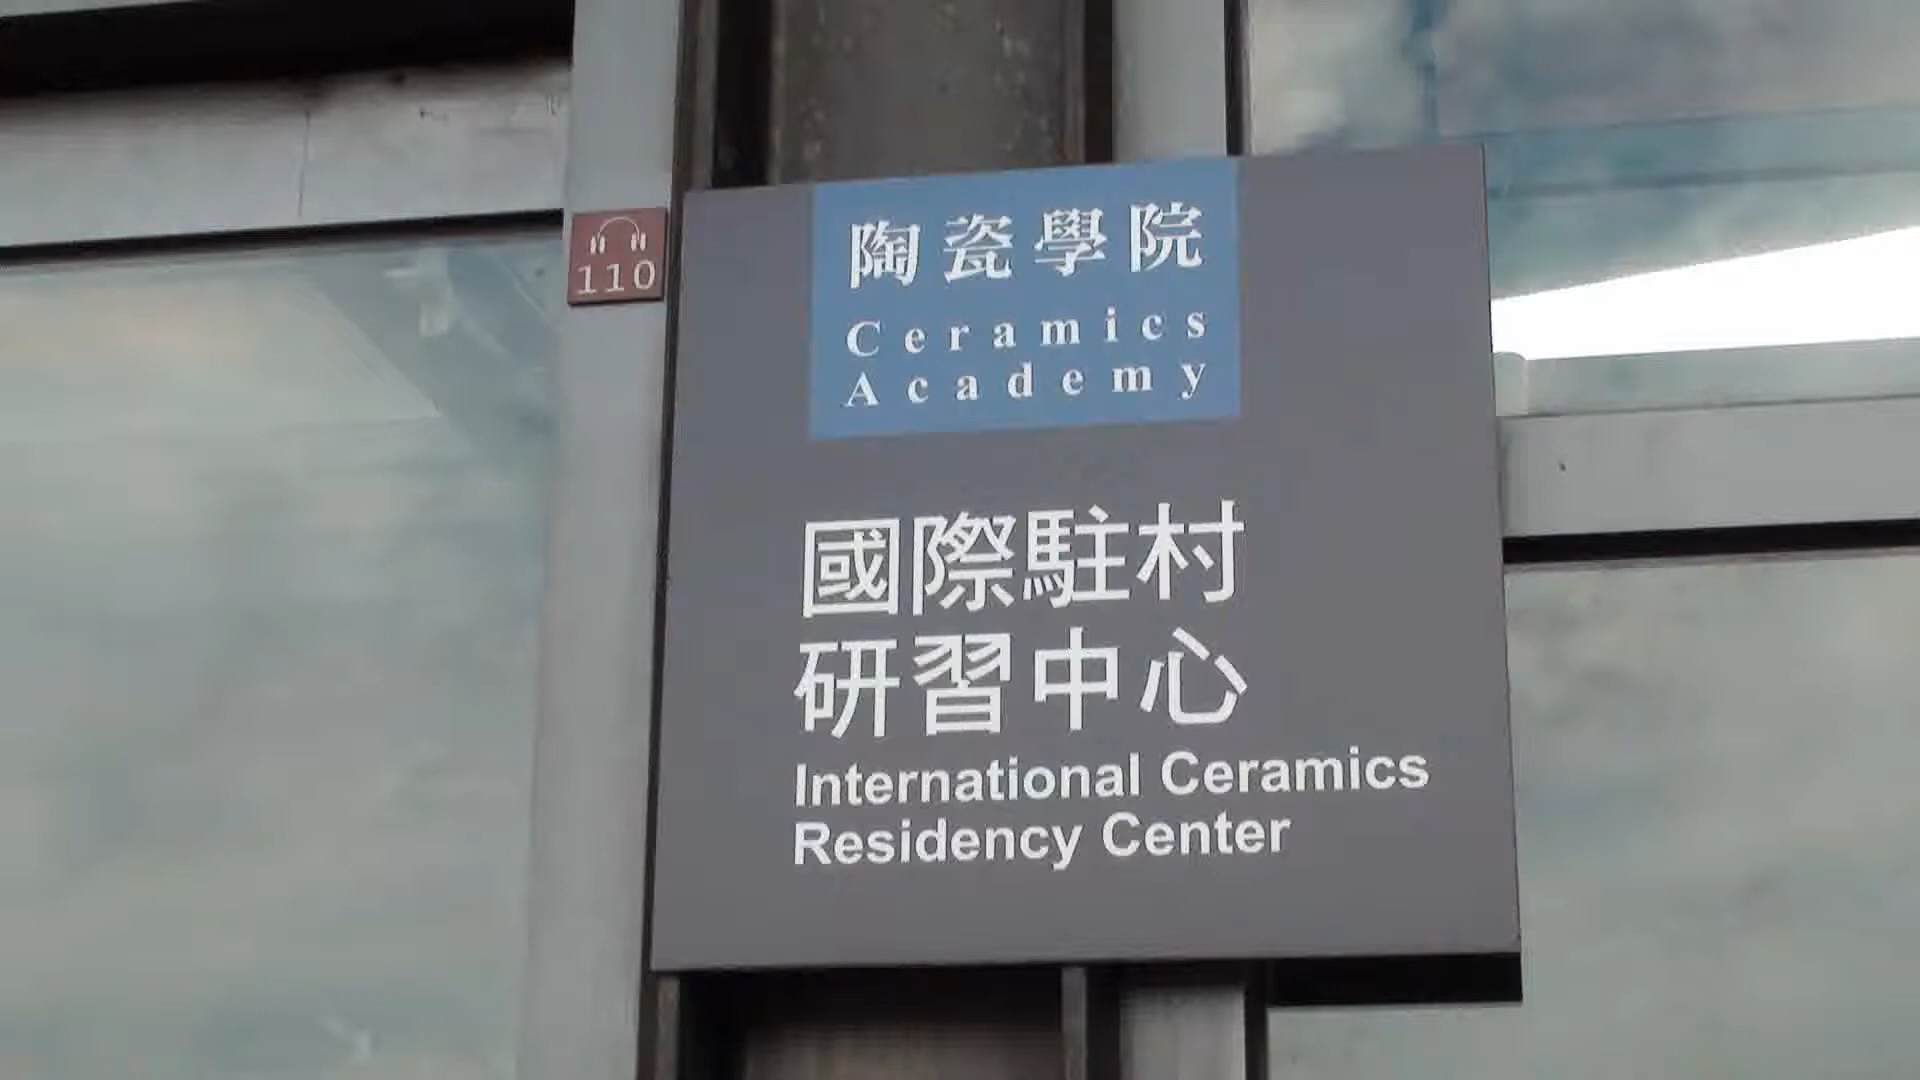 110
陶瓷學院
Ceramics
Academy
國際駐村
研習中心
International Ceramics
Residency Center